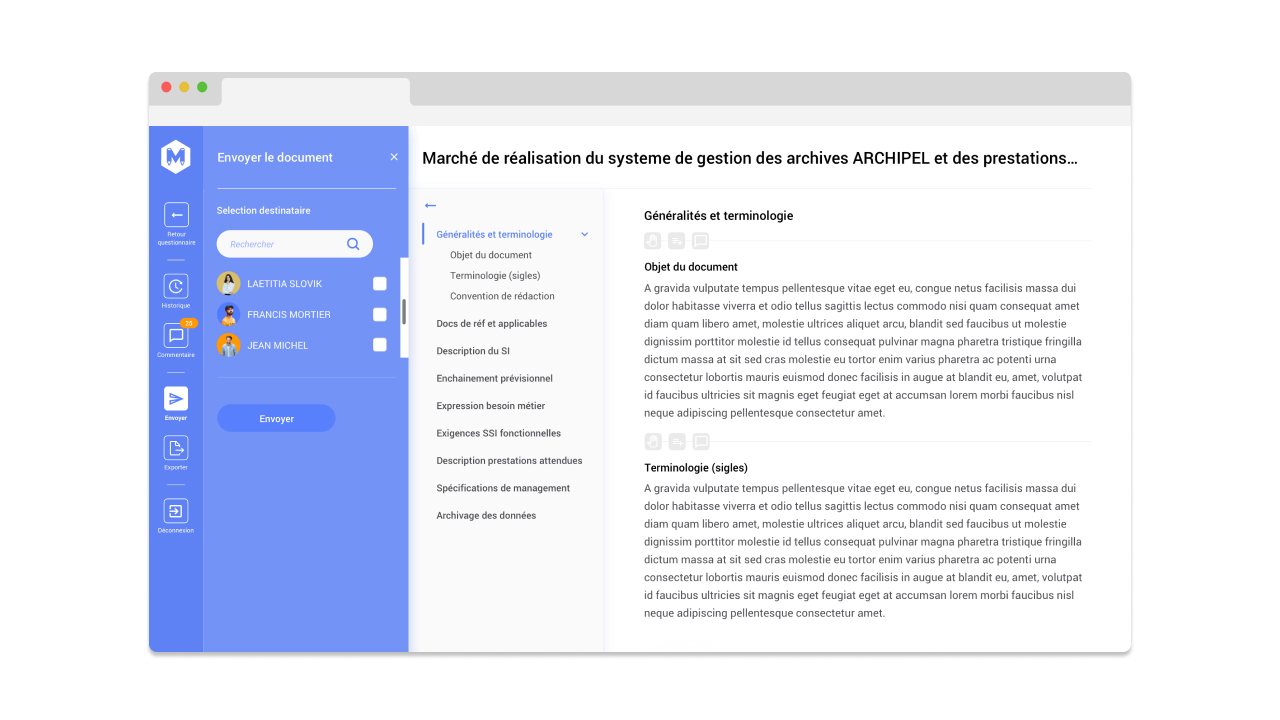 M
Retour
questionnaire
Historique
25
Commentaire
Envoyer
Exporter
Déconnexion
Envoyer le document
Selection destinataire
Rechercher
LAETITIA SLOVIK
FRANCIS MORTIER
JEAN MICHEL
Envoyer
Marché de réalisation du systeme de gestion des archives ARCHIPEL et des prestations...
Généralités et terminologie
Objet du document
Terminologie (sigles)
Convention de rédaction
Docs de réf et applicables
Description du SI
Enchainement prévisionnel
Expression besoin métier
Exigences SSI fonctionnelles
Description prestations attendues
Spécifications de management
Archivage des données
Généralités et terminologie
Objet du document
A gravida vulputate tempus pellentesque vitae eget eu, congue netus facilisis massa dui
dolor habitasse viverra et odio tellus sagittis lectus commodo nisi quam consequat amet
diam quam libero amet, molestie ultrices aliquet arcu, blandit sed faucibus ut molestie
dignissim porttitor molestie id tellus consequat pulvinar magna pharetra tristique fringilla
dictum massa at sit sed cras molestie eu tortor enim varius pharetra ac potenti urna
consectetur lobortis mauris euismod donec facilisis in augue at blandit eu, amet, volutpat
id faucibus ultricies sit magnis eget feugiat eget at accumsan lorem morbi faucibus nisl
neque adipiscing pellentesque consectetur amet.
Terminologie (sigles)
A gravida vulputate tempus pellentesque vitae eget eu, congue netus facilisis massa dui
dolor habitasse viverra et odio tellus sagittis lectus commodo nisi quam consequat amet
diam quam libero amet, molestie ultrices aliquet arcu, blandit sed faucibus ut molestie
dignissim porttitor molestie id tellus consequat pulvinar magna pharetra tristique fringilla
dictum massa at sit sed cras molestie eu tortor enim varius pharetra ac potenti urna
consectetur lobortis mauris euismod donec facilisis in augue at blandit eu, amet, volutpat
id faucibus ultricies sit magnis eget feugiat eget at accumsan lorem morbi faucibus nisl
neque adipiscing pellentesque consectetur amet.